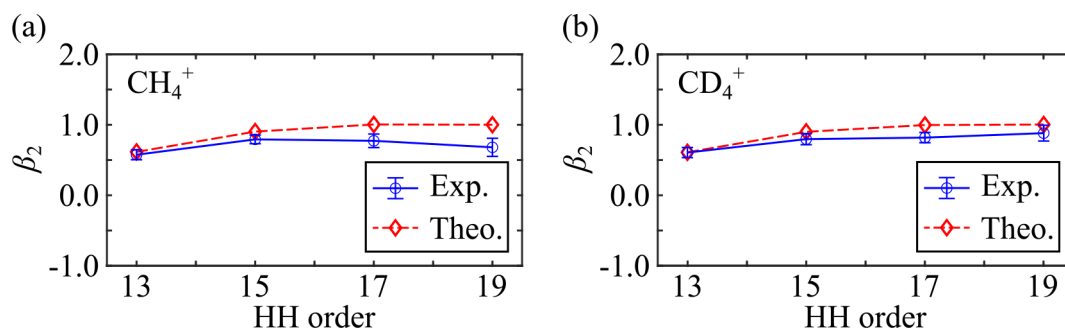 (a)
CH₄⁺
2.0
1.0
0.0
-1.0
β₂
Exp.
Theo.
13 15 17 19
HH order
(b)
CD₄⁺
2.0
1.0
0.0
-1.0
β₂
Exp.
Theo.
13 15 17 19
HH order